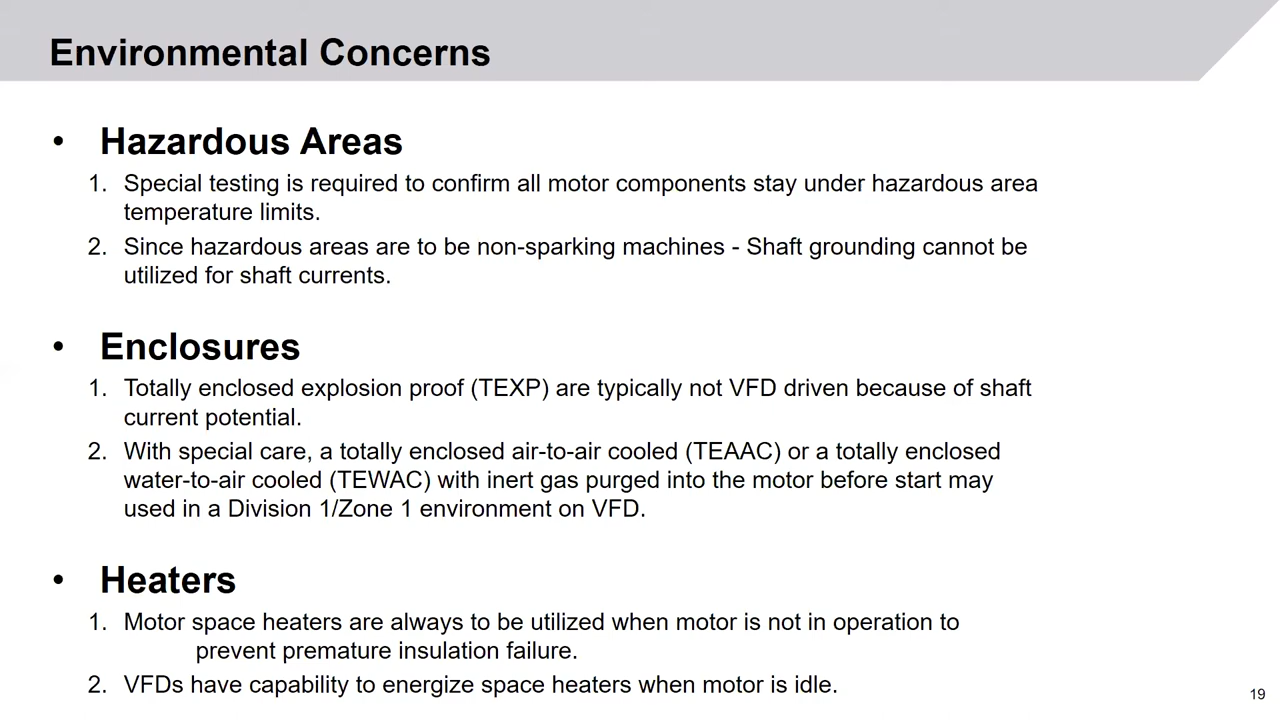 Environmental Concerns
• Hazardous Areas
1. Special testing is required to confirm all motor components stay under hazardous area
temperature limits.
2. Since hazardous areas are to be non-sparking machines - Shaft grounding cannot be
utilized for shaft currents.
• Enclosures
1. Totally enclosed explosion proof (TEXP) are typically not VFD driven because of shaft
current potential.
2. With special care, a totally enclosed air-to-air cooled (TEAAC) or a totally enclosed
water-to-air cooled (TEWAC) with inert gas purged into the motor before start may
used in a Division 1/Zone 1 environment on VFD.
• Heaters
1. Motor space heaters are always to be utilized when motor is not in operation to
prevent premature insulation failure.
2. VFDs have capability to energize space heaters when motor is idle.
19